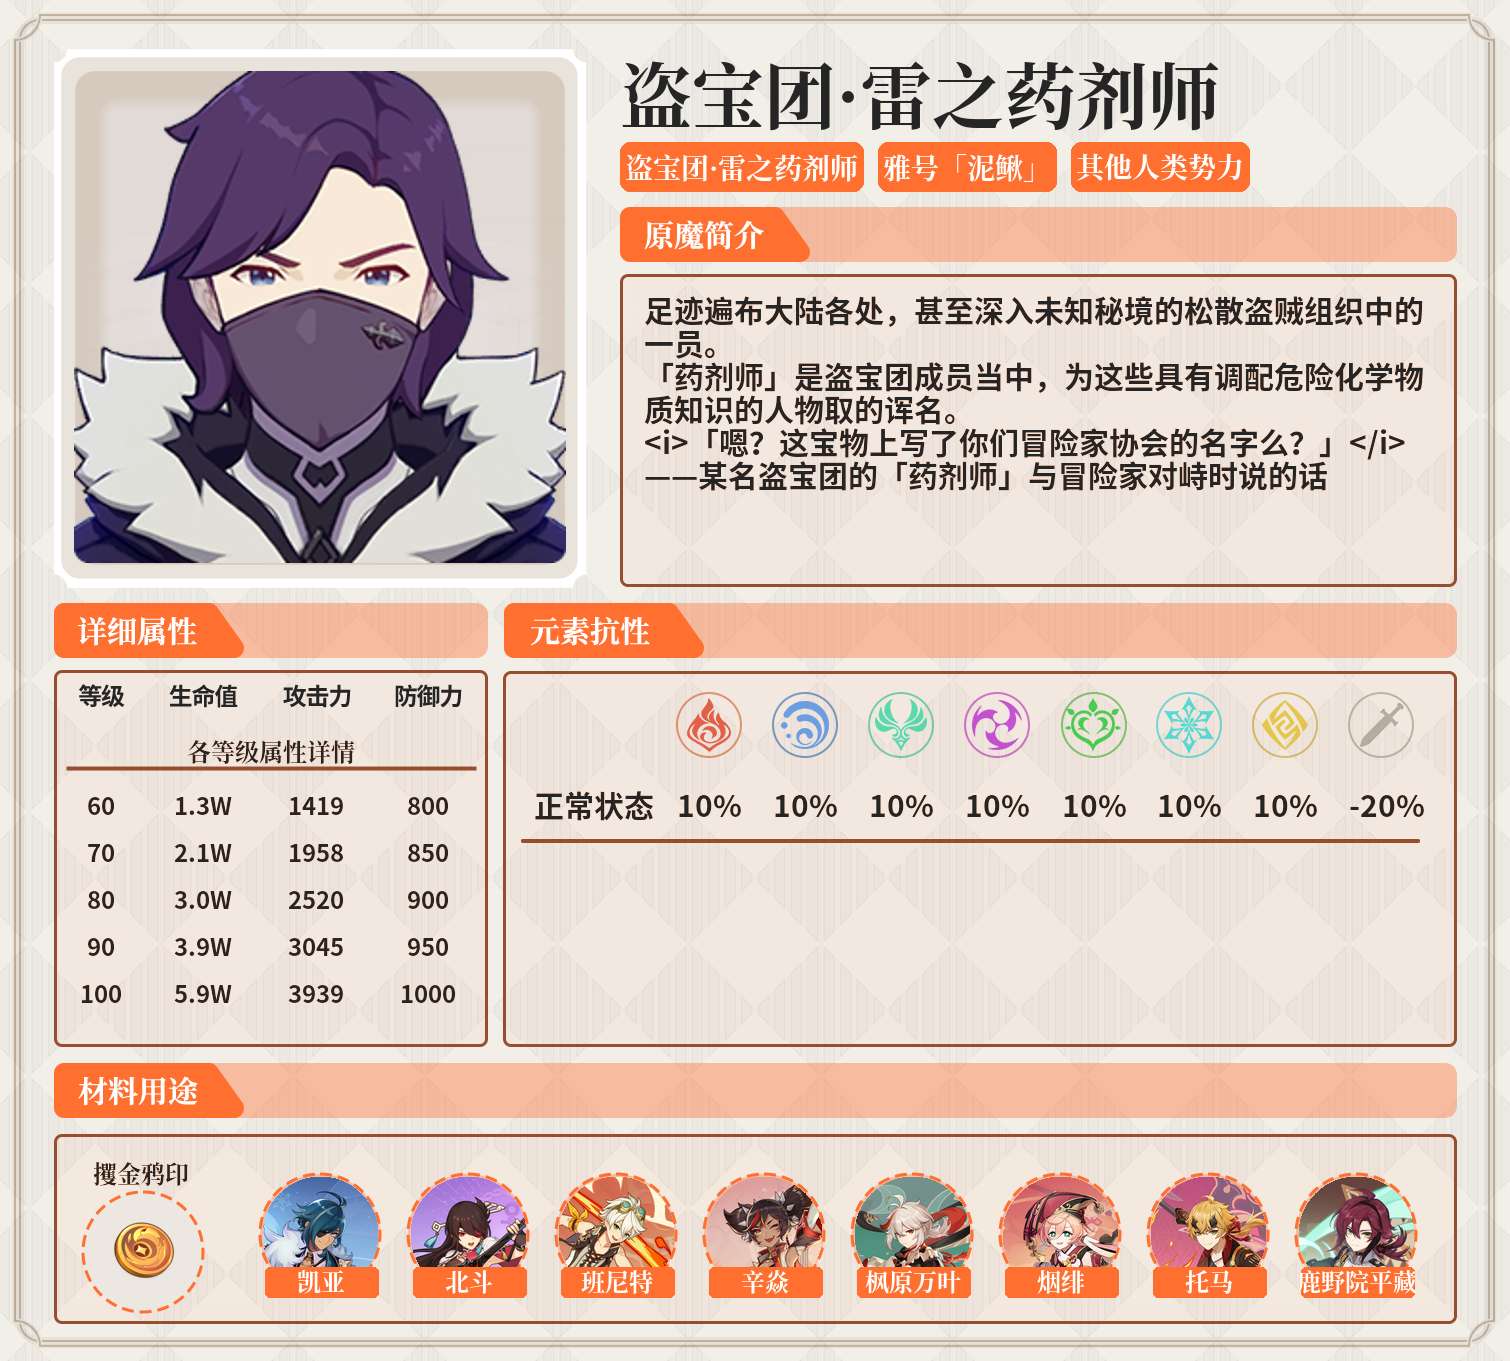 盗宝团·雷之药剂师
盗宝团·雷之药剂师 雅号「泥鳅」 其他人类势力
原魔简介
足迹遍布大陆各处，甚至深入未知秘境的松散盗贼组织中的
一员。
「药剂师」是盗宝团成员当中，为这些具有调配危险化学物
质知识的人物取的诨名。
<i>「嗯？这宝物上写了你们冒险家协会的名字么？」</i>
——某名盗宝团的「药剂师」与冒险家对峙时说的话
详细属性
等级 生命值 攻击力 防御力
各等级属性详情
60 1.3W 1419 800
70 2.1W 1958 850
80 3.0W 2520 900
90 3.9W 3045 950
100 5.9W 3939 1000
元素抗性
正常状态 10% 10% 10% 10% 10% 10% 10% -20%
材料用途
攫金鸦印
凯亚 北斗 班尼特 辛焱 枫原万叶 烟绯 托马 鹿野院平藏